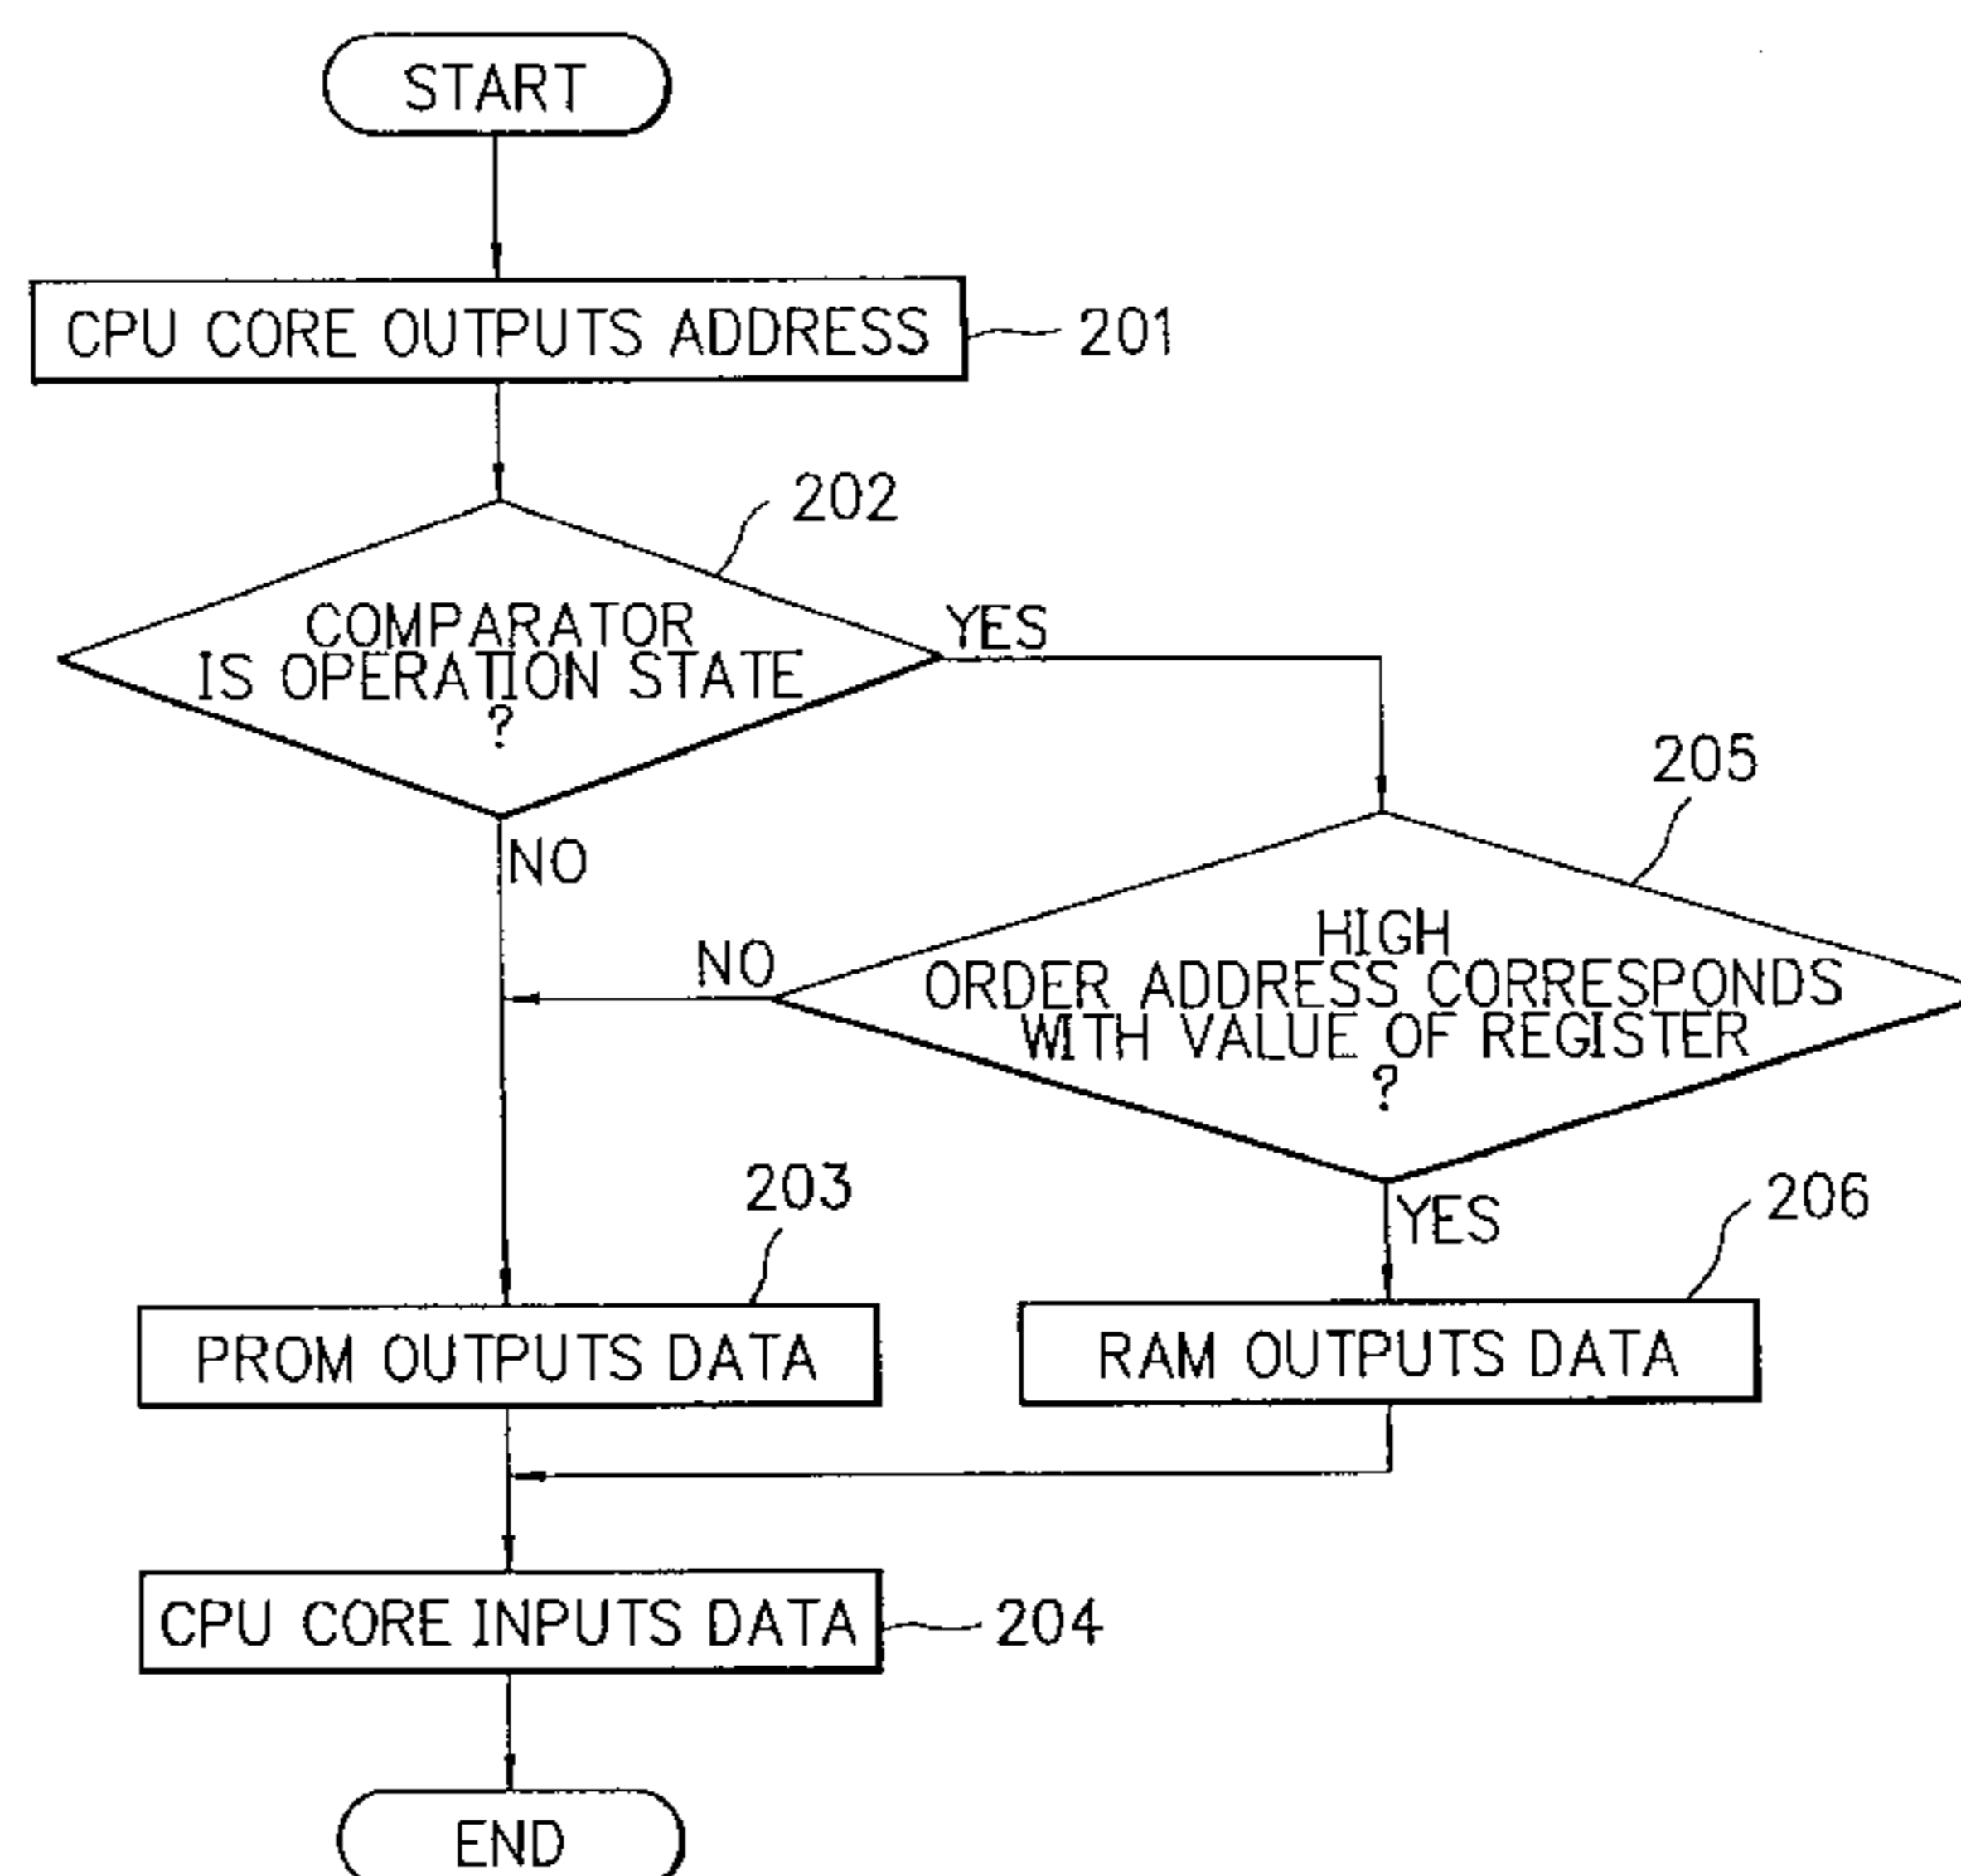 START
CPU CORE OUTPUTS ADDRESS
201
202
COMPARATOR
IS OPERATION STATE
?
YES
NO
205
HIGH
ORDER ADDRESS CORRESPONDS
WITH VALUE OF REGISTER
?
NO
YES
203
PROM OUTPUTS DATA
206
RAM OUTPUTS DATA
CPU CORE INPUTS DATA
204
END